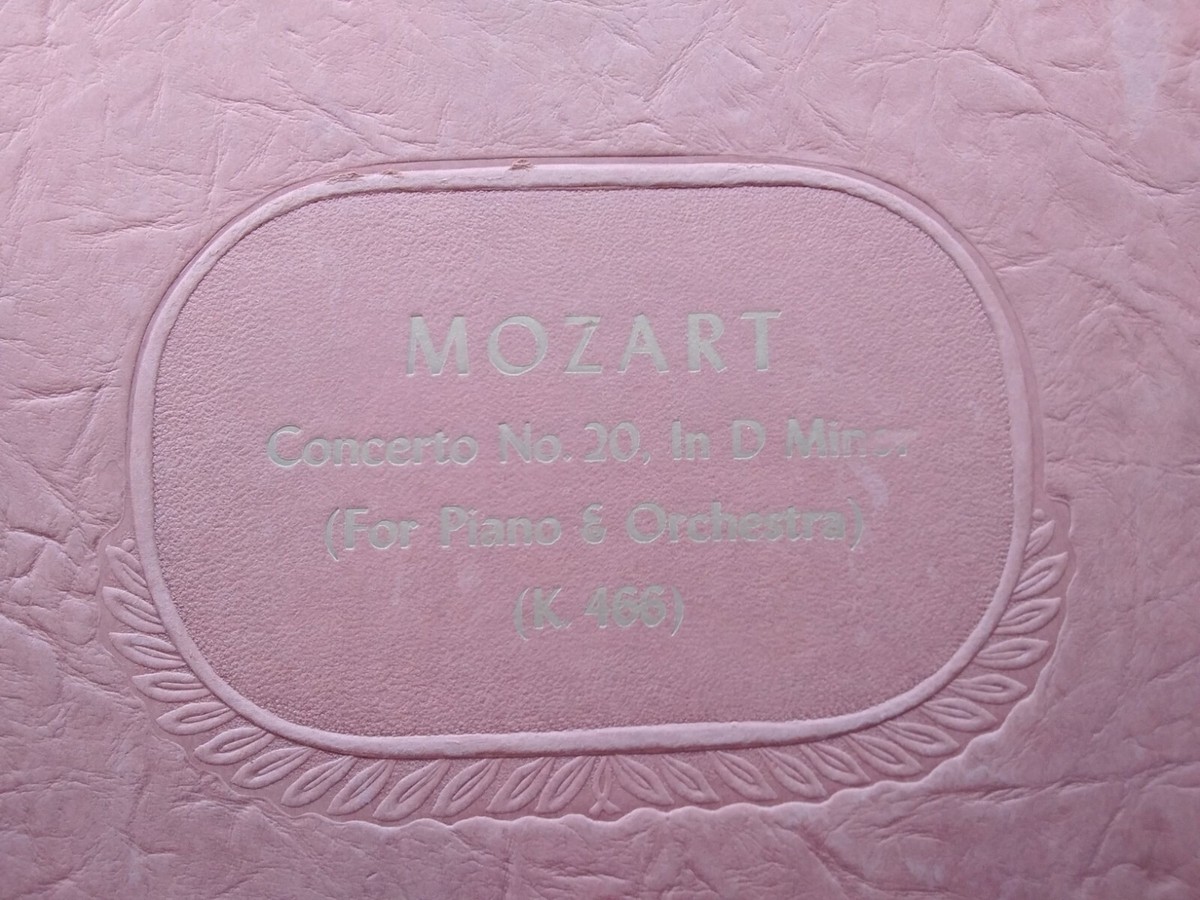 MOZART
Concerto No. 20, In D Minor
(For Piano & Orchestra)
(K. 466)